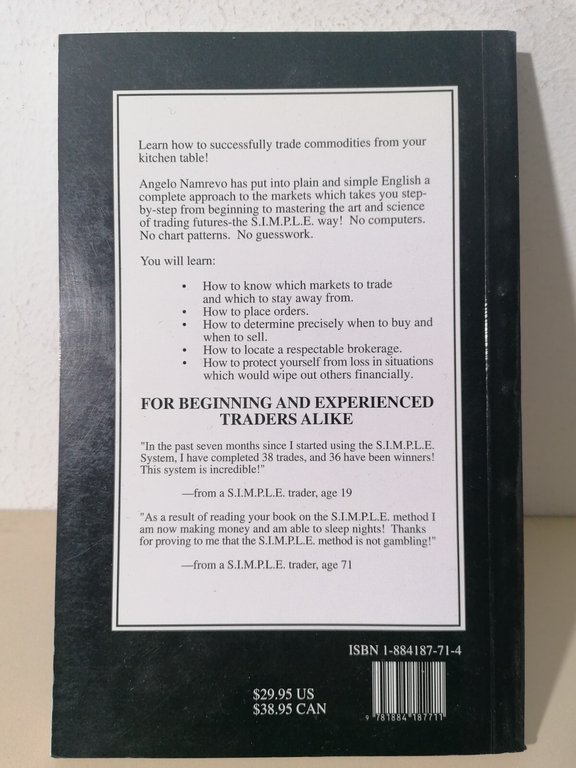 Learn how to successfully trade commodities from your
kitchen table!
Angelo Namrevo has put into plain and simple English a
complete approach to the markets which takes you step-
by-step from beginning to mastering the art and science
of trading futures-the S.I.M.P.L.E. way! No computers.
No chart patterns. No guesswork.
You will learn:
• How to know which markets to trade
and which to stay away from.
• How to place orders.
• How to determine precisely when to buy and
when to sell.
• How to locate a respectable brokerage.
• How to protect yourself from loss in situations
which would wipe out others financially.
FOR BEGINNING AND EXPERIENCED
TRADERS ALIKE
"In the past seven months since I started using the S.I.M.P.L.E.
System, I have completed 38 trades, and 36 have been winners!
This system is incredible!"
—from a S.I.M.P.L.E. trader, age 19
"As a result of reading your book on the S.I.M.P.L.E. method I
am now making money and am able to sleep nights! Thanks
for proving to me that the S.I.M.P.L.E. method is not gambling!"
—from a S.I.M.P.L.E. trader, age 71
ISBN 1-884187-71-4
$29.95 US
$38.95 CAN
9 781884 187711